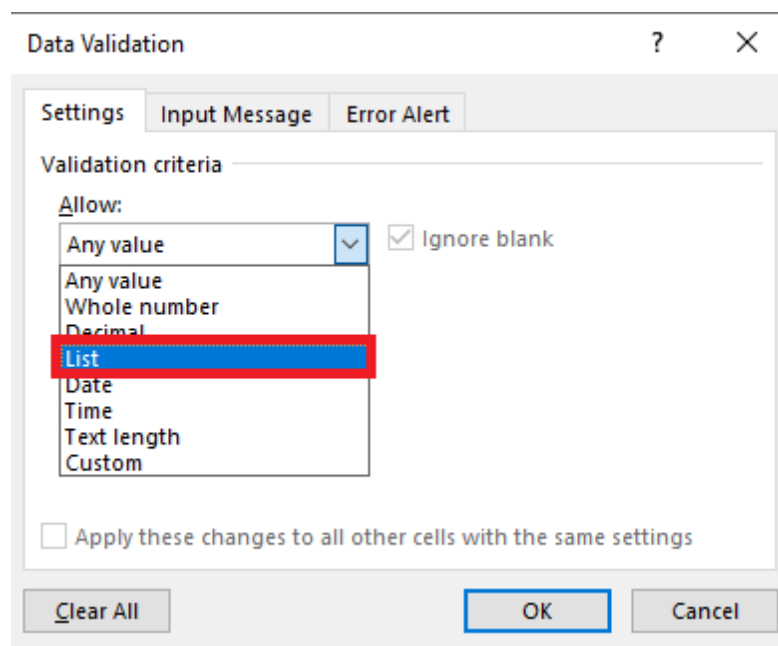 Data Validation ?
Settings Input Message Error Alert
Validation criteria
Allow:
Any value Ignore blank
Any value
Whole number
Decimal
List
Date
Time
Text length
Custom
Apply these changes to all other cells with the same settings
Clear All OK Cancel